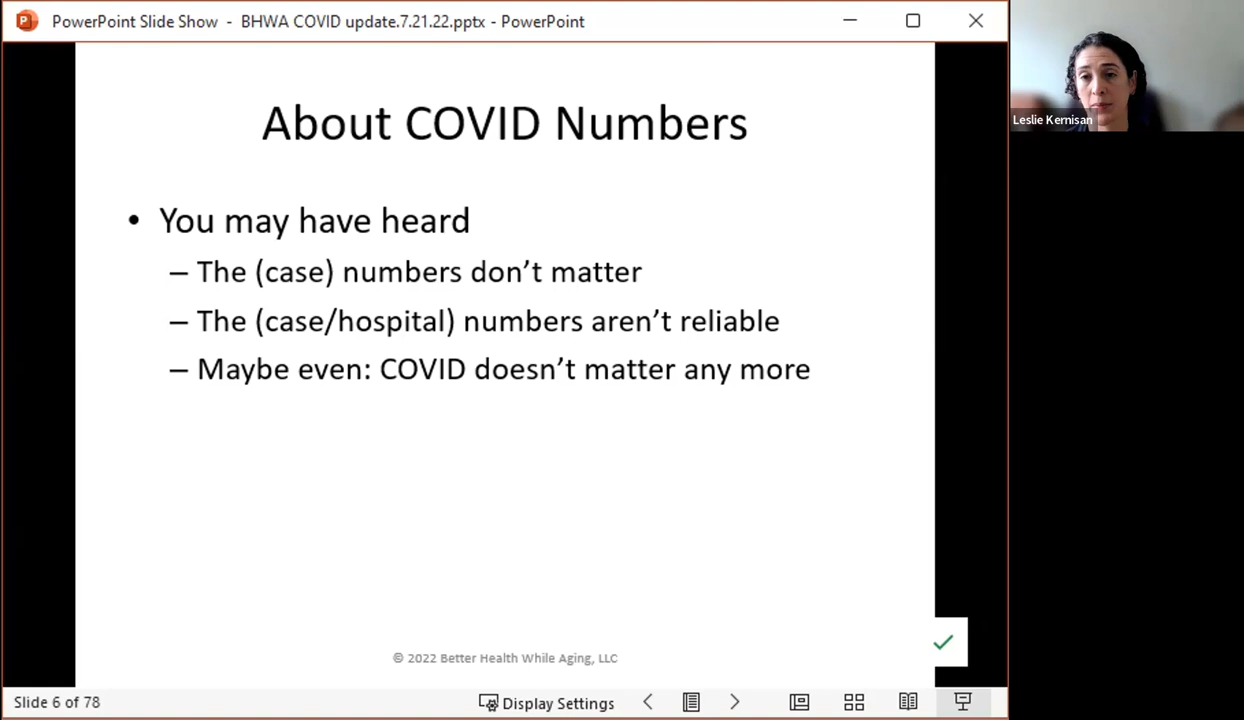 PowerPoint Slide Show - BHWA COVID update.7.21.22.pptx - PowerPoint
Leslie Kernisan
About COVID Numbers
• You may have heard
– The (case) numbers don’t matter
– The (case/hospital) numbers aren’t reliable
– Maybe even: COVID doesn’t matter any more
© 2022 Better Health While Aging, LLC
Slide 6 of 78
Display Settings